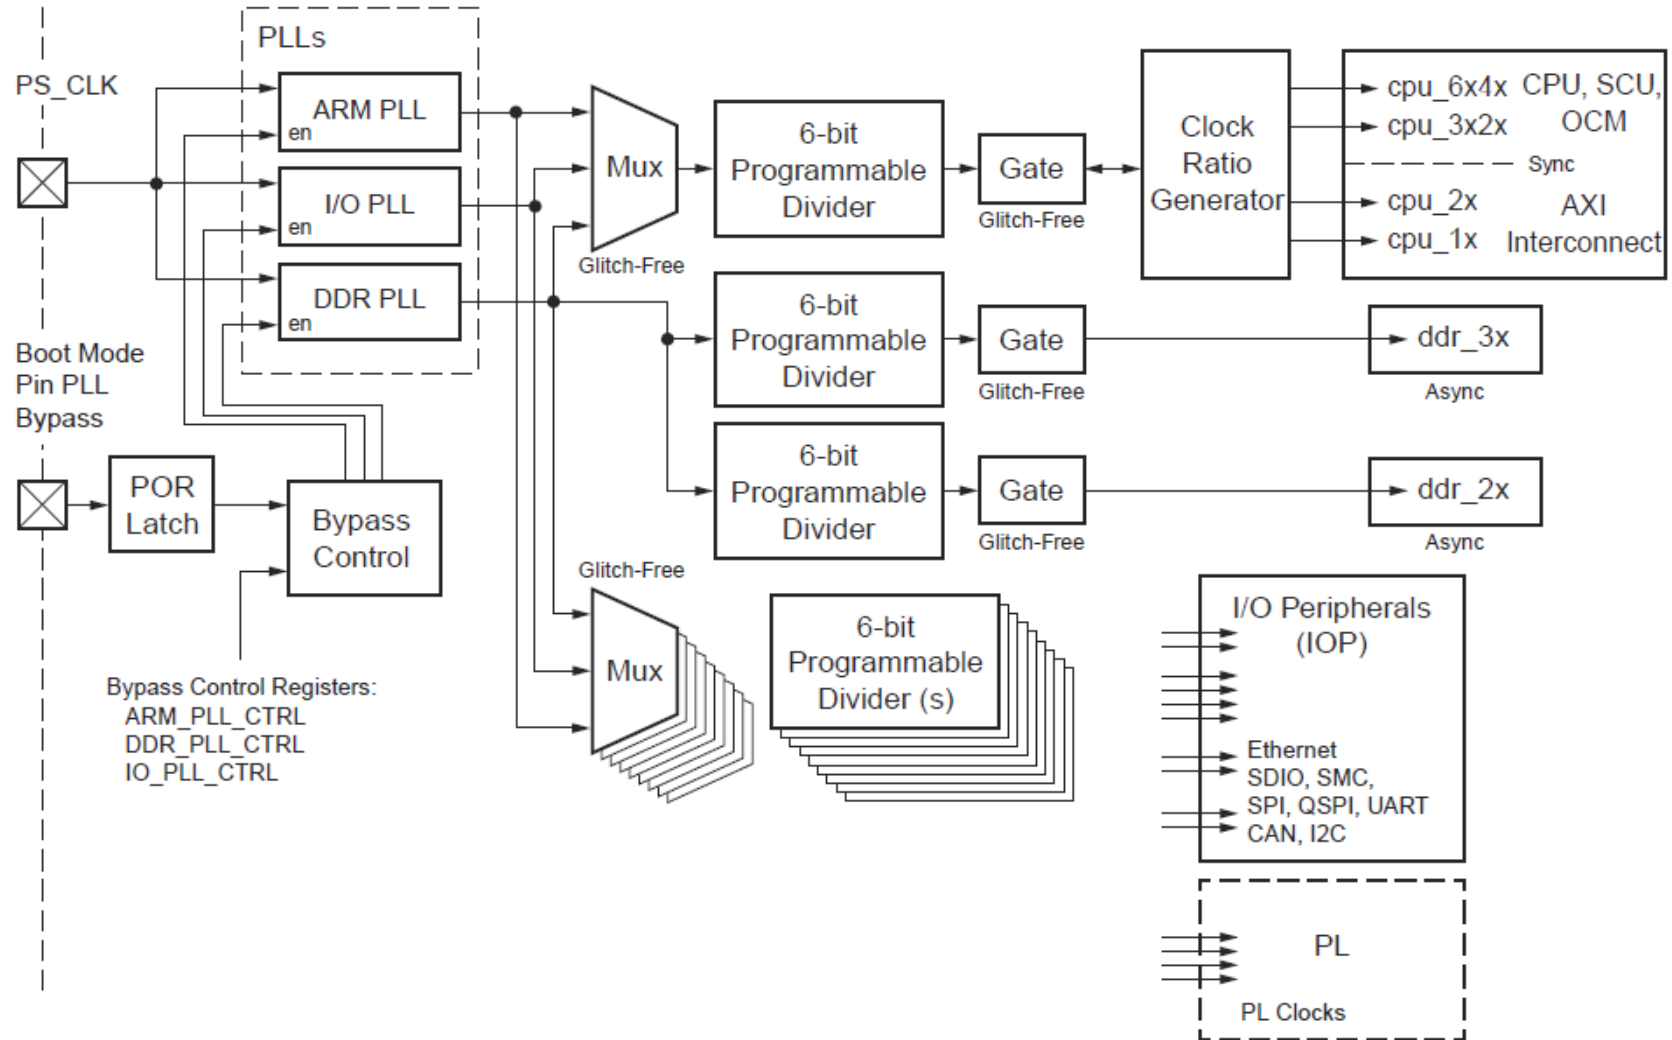 PLLs
PS_CLK
ARM PLL
en
I/O PLL
en
DDR PLL
en
Boot Mode
Pin PLL
Bypass
POR
Latch
Bypass
Control
Bypass Control Registers:
ARM_PLL_CTRL
DDR_PLL_CTRL
IO_PLL_CTRL
Mux
Glitch-Free
6-bit
Programmable
Divider
Gate
Glitch-Free
Clock
Ratio
Generator
cpu_6x4x
cpu_3x2x
CPU, SCU,
OCM
Sync
cpu_2x
cpu_1x
AXI
Interconnect
6-bit
Programmable
Divider
Gate
Glitch-Free
ddr_3x
Async
6-bit
Programmable
Divider
Gate
Glitch-Free
ddr_2x
Async
Glitch-Free
Mux
6-bit
Programmable
Divider (s)
I/O Peripherals
(IOP)
Ethernet
SDIO, SMC,
SPI, QSPI, UART
CAN, I2C
PL
PL Clocks